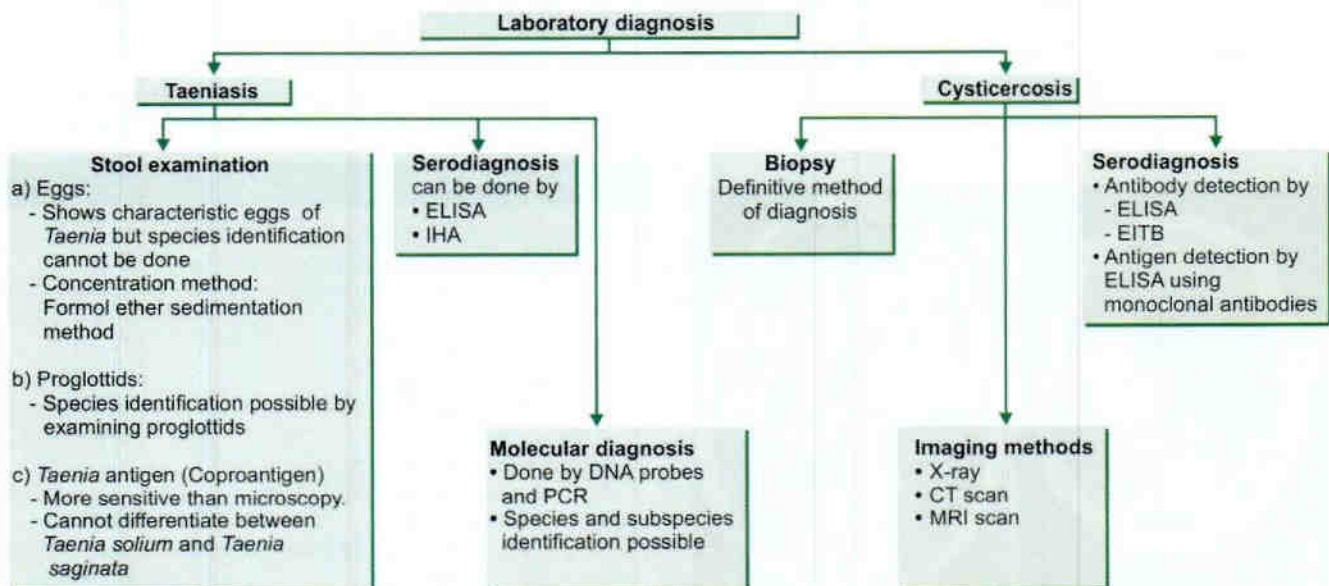 Laboratory diagnosis
Taeniasis
Cysticercosis
Stool examination
a) Eggs:
- Shows characteristic eggs of
Taenia but species identification
cannot be done
- Concentration method:
Formol ether sedimentation
method
b) Proglottids:
- Species identification possible by
examining proglottids
c) Taenia antigen (Coproantigen)
- More sensitive than microscopy.
- Cannot differentiate between
Taenia solium and Taenia
saginata
Serodiagnosis
can be done by
• ELISA
• IHA
Molecular diagnosis
• Done by DNA probes
and PCR
• Species and subspecies
identification possible
Biopsy
Definitive method
of diagnosis
Imaging methods
• X-ray
• CT scan
• MRI scan
Serodiagnosis
• Antibody detection by
- ELISA
- EITB
• Antigen detection by
ELISA using
monoclonal antibodies